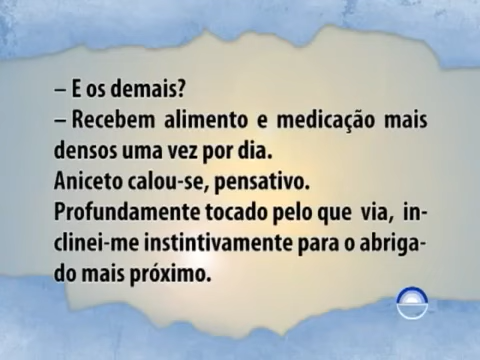 – E os demais?
– Recebem alimento e medicação mais
densos uma vez por dia.
Aniceto calou-se, pensativo.
Profundamente tocado pelo que via, in-
clinei-me instintivamente para o abriga-
do mais próximo.